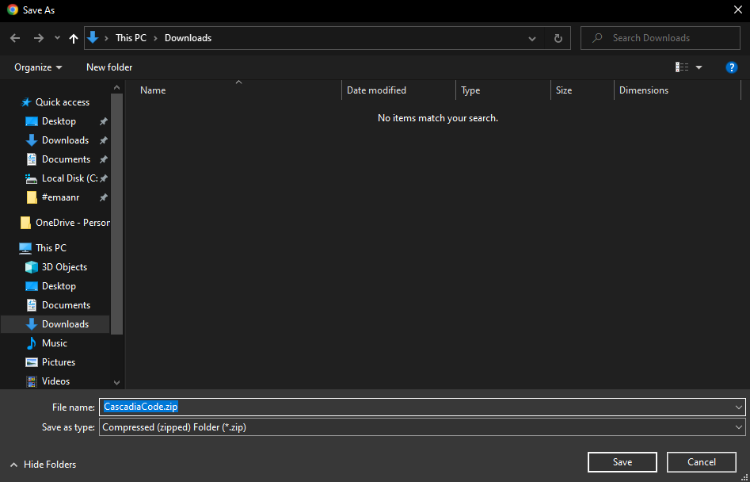 Save As
This PC > Downloads
Search Downloads
Organize
New folder
Name
Date modified
Type
Size
Dimensions
No items match your search.
Quick access
Desktop
Downloads
Documents
Local Disk (C:
#emaanr
OneDrive - Person
This PC
3D Objects
Desktop
Documents
Downloads
Music
Pictures
Videos
File name: CascadiaCode.zip
Save as type: Compressed (zipped) Folder (*.zip)
Hide Folders
Save
Cancel